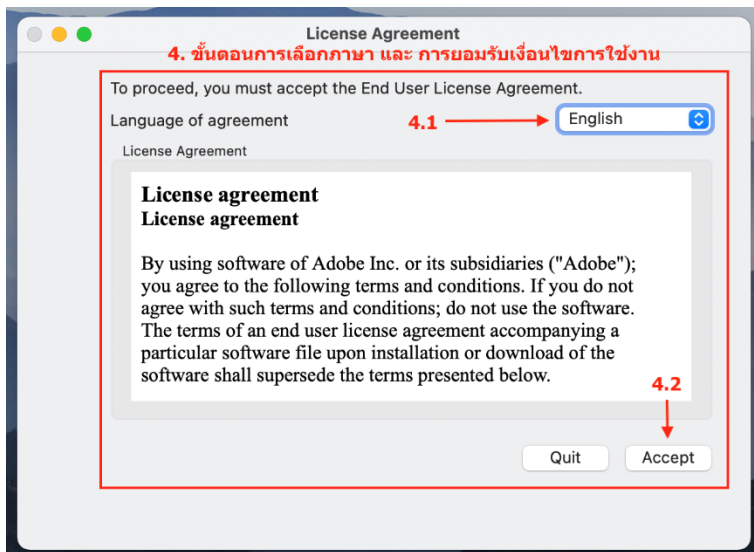 License Agreement
4. ขั้นตอนการเลือกภาษา และ การยอมรับเงื่อนไขการใช้งาน
To proceed, you must accept the End User License Agreement.
Language of agreement
4.1
English
License Agreement
License agreement
License agreement
By using software of Adobe Inc. or its subsidiaries ("Adobe");
you agree to the following terms and conditions. If you do not
agree with such terms and conditions; do not use the software.
The terms of an end user license agreement accompanying a
particular software file upon installation or download of the
software shall supersede the terms presented below.
4.2
Quit
Accept